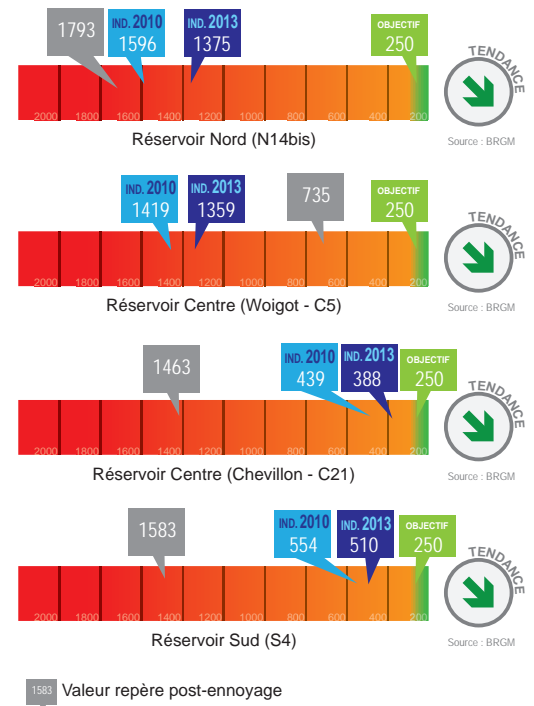 1793
IND. 2010
1596
IND. 2013
1375
OBJECTIF
250
TENDANCE
2000 1800 1600 1400 1200 1000 800 600 400 200
Réservoir Nord (N14bis)
Source : BRGM
IND. 2010
1419
IND. 2013
1359
735
OBJECTIF
250
TENDANCE
2000 1800 1600 1400 1200 1000 800 600 400 200
Réservoir Centre (Woigot - C5)
Source : BRGM
1463
IND. 2010
439
IND. 2013
388
OBJECTIF
250
TENDANCE
2000 1800 1600 1400 1200 1000 800 600 400 200
Réservoir Centre (Chevillon - C21)
Source : BRGM
1583
IND. 2010
554
IND. 2013
510
OBJECTIF
250
TENDANCE
2000 1800 1600 1400 1200 1000 800 600 400 200
Réservoir Sud (S4)
Source : BRGM
1583 Valeur repère post-ennoyage